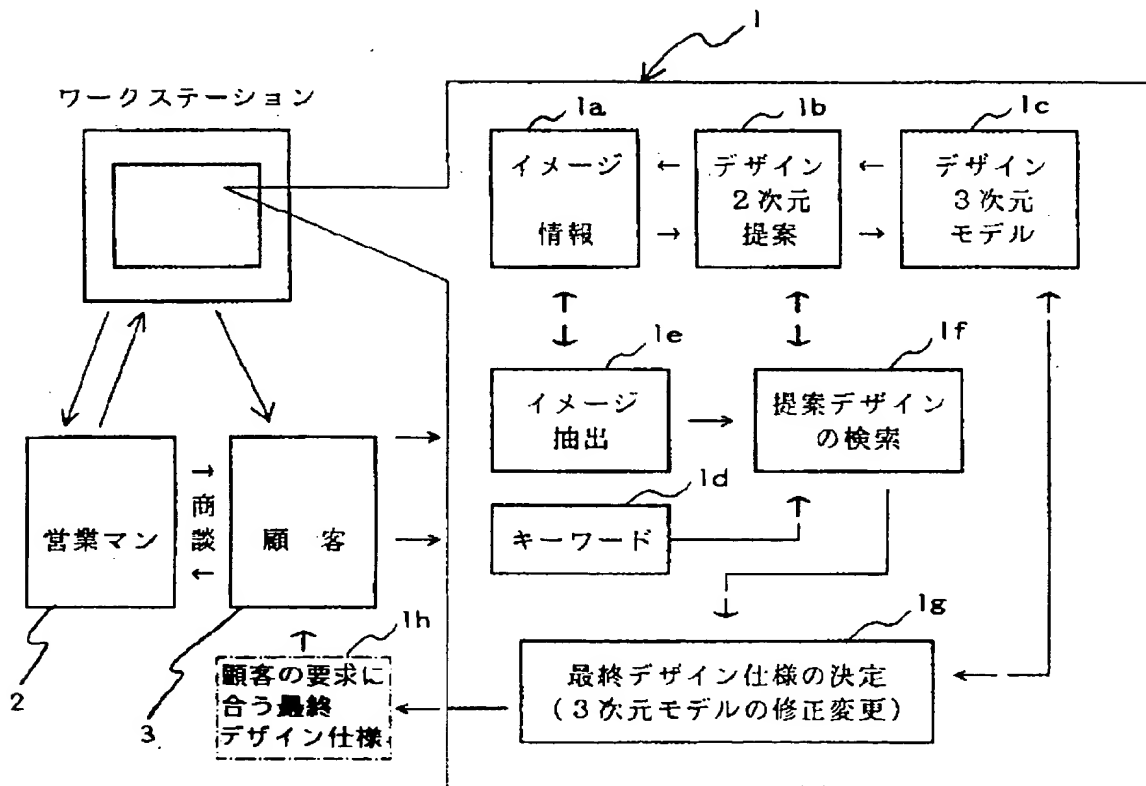 1
ワークステーション
1a
1b
1c
イメージ
情報
デザイン
2次元
提案
デザイン
3次元
モデル
←
→
←
→
1e
1f
イメージ
抽出
→
提案デザイン
の検索
1d
キーワード
営業マン
→
商
談
←
顧 客
2
3
1h
顧客の要求に
合う最終
デザイン仕様
1g
最終デザイン仕様の決定
(3次元モデルの修正変更)